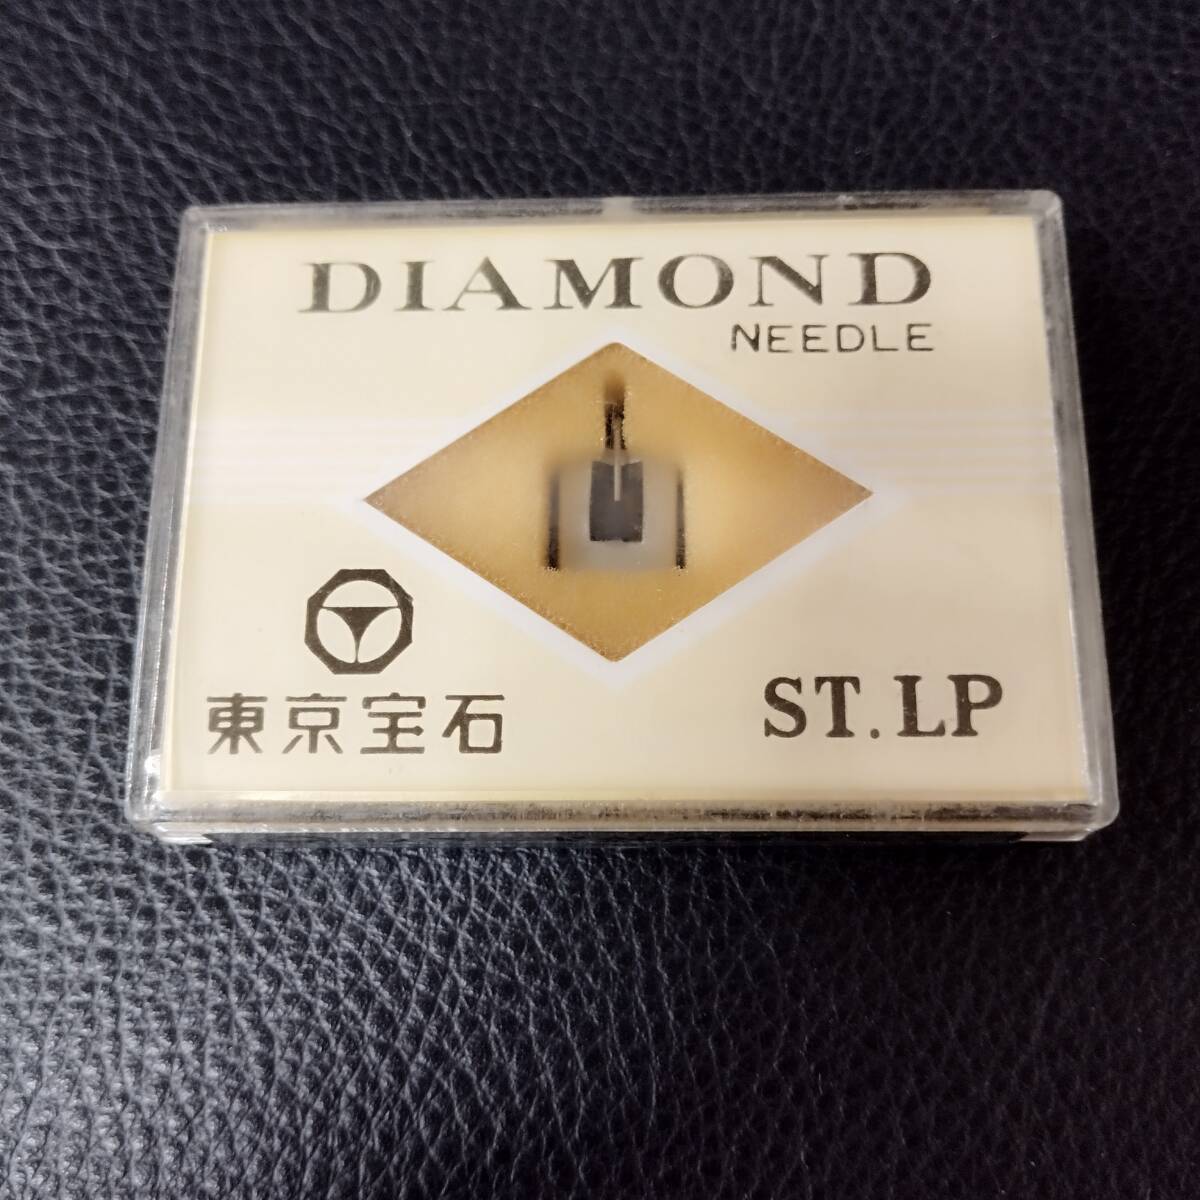 DIAMOND
NEEDLE
東京宝石
ST.LP